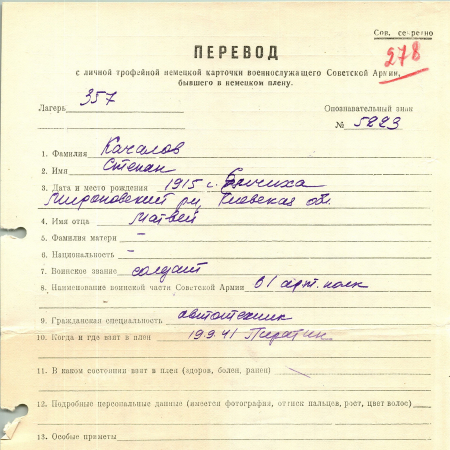 Сов. секретно
278
ПЕРЕВОД
с личной трофейной немецкой карточки военнослужащего Советской Армии,
бывшего в немецком плену.
Лагерь 357
Опознавательный знак
№ 5223
1. Фамилия Качалов
2. Имя Степан
3. Дата и место рождения 1915 с.
Мироновский р-н, Киевская об.
4. Имя отца Матвей
5. Фамилия матери –
6. Национальность –
7. Воинское звание солдат
8. Наименование воинской части Советской Армии 81 арт. полк
9. Гражданская специальность автотехник
10. Когда и где взят в плен 19.9.41 Пирятин
11. В каком состоянии взят в плен (здоров, болен, ранен)
12. Подробные персональные данные (имеется фотография, оттиск пальцев, рост, цвет волос)
13. Особые приметы